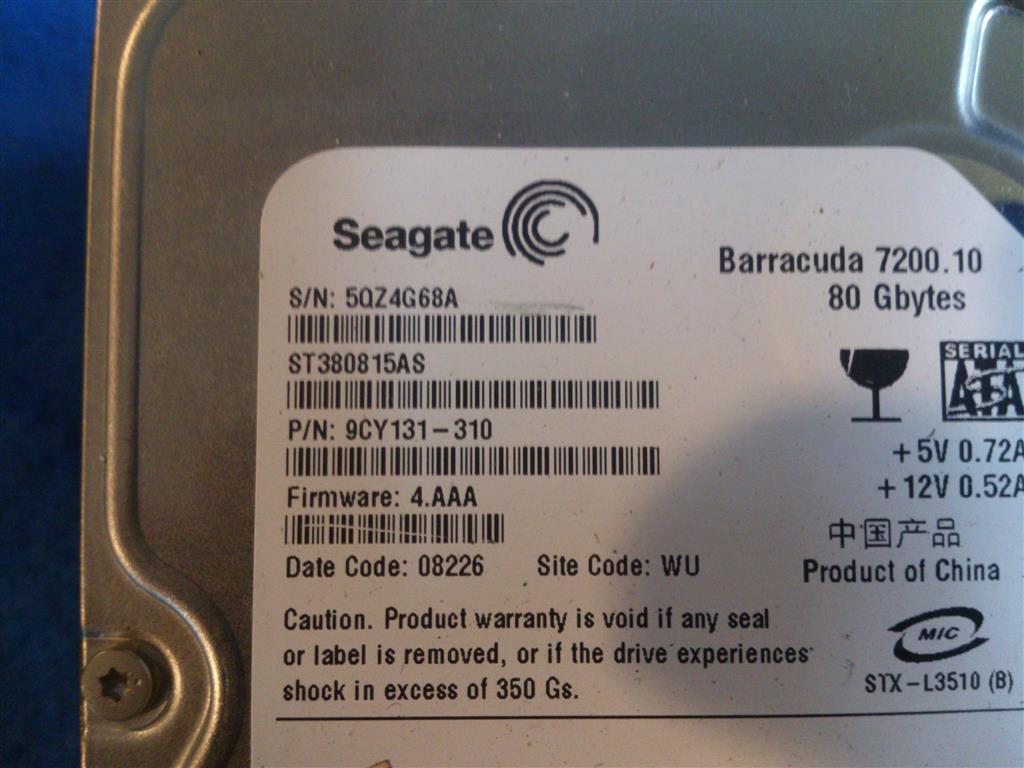 Seagate
Barracuda 7200.10
80 Gbytes
S/N: 5QZ4G68A
ST380815AS
P/N: 9CY131-310
Firmware: 4.AAA
Date Code: 08226 Site Code: WU
SERIAL
ATA
+5V 0.72A
+12V 0.52A
中国产品
Product of China
Caution. Product warranty is void if any seal
or label is removed, or if the drive experiences
shock in excess of 350 Gs.
MIC
STX-L3510 (B)